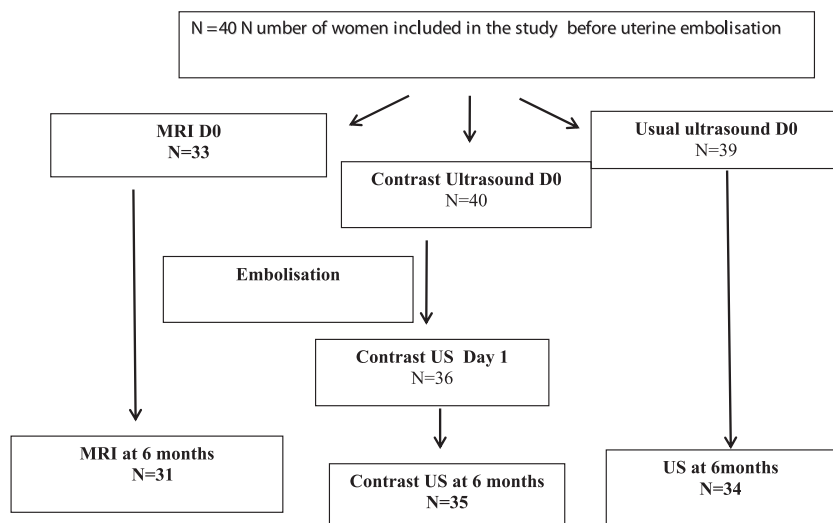 N =40 N umber of women included in the study before uterine embolisation
MRI D0
N=33
Usual ultrasound D0
N=39
Contrast Ultrasound D0
N=40
Embolisation
Contrast US Day 1
N=36
MRI at 6 months
N=31
Contrast US at 6 months
N=35
US at 6months
N=34